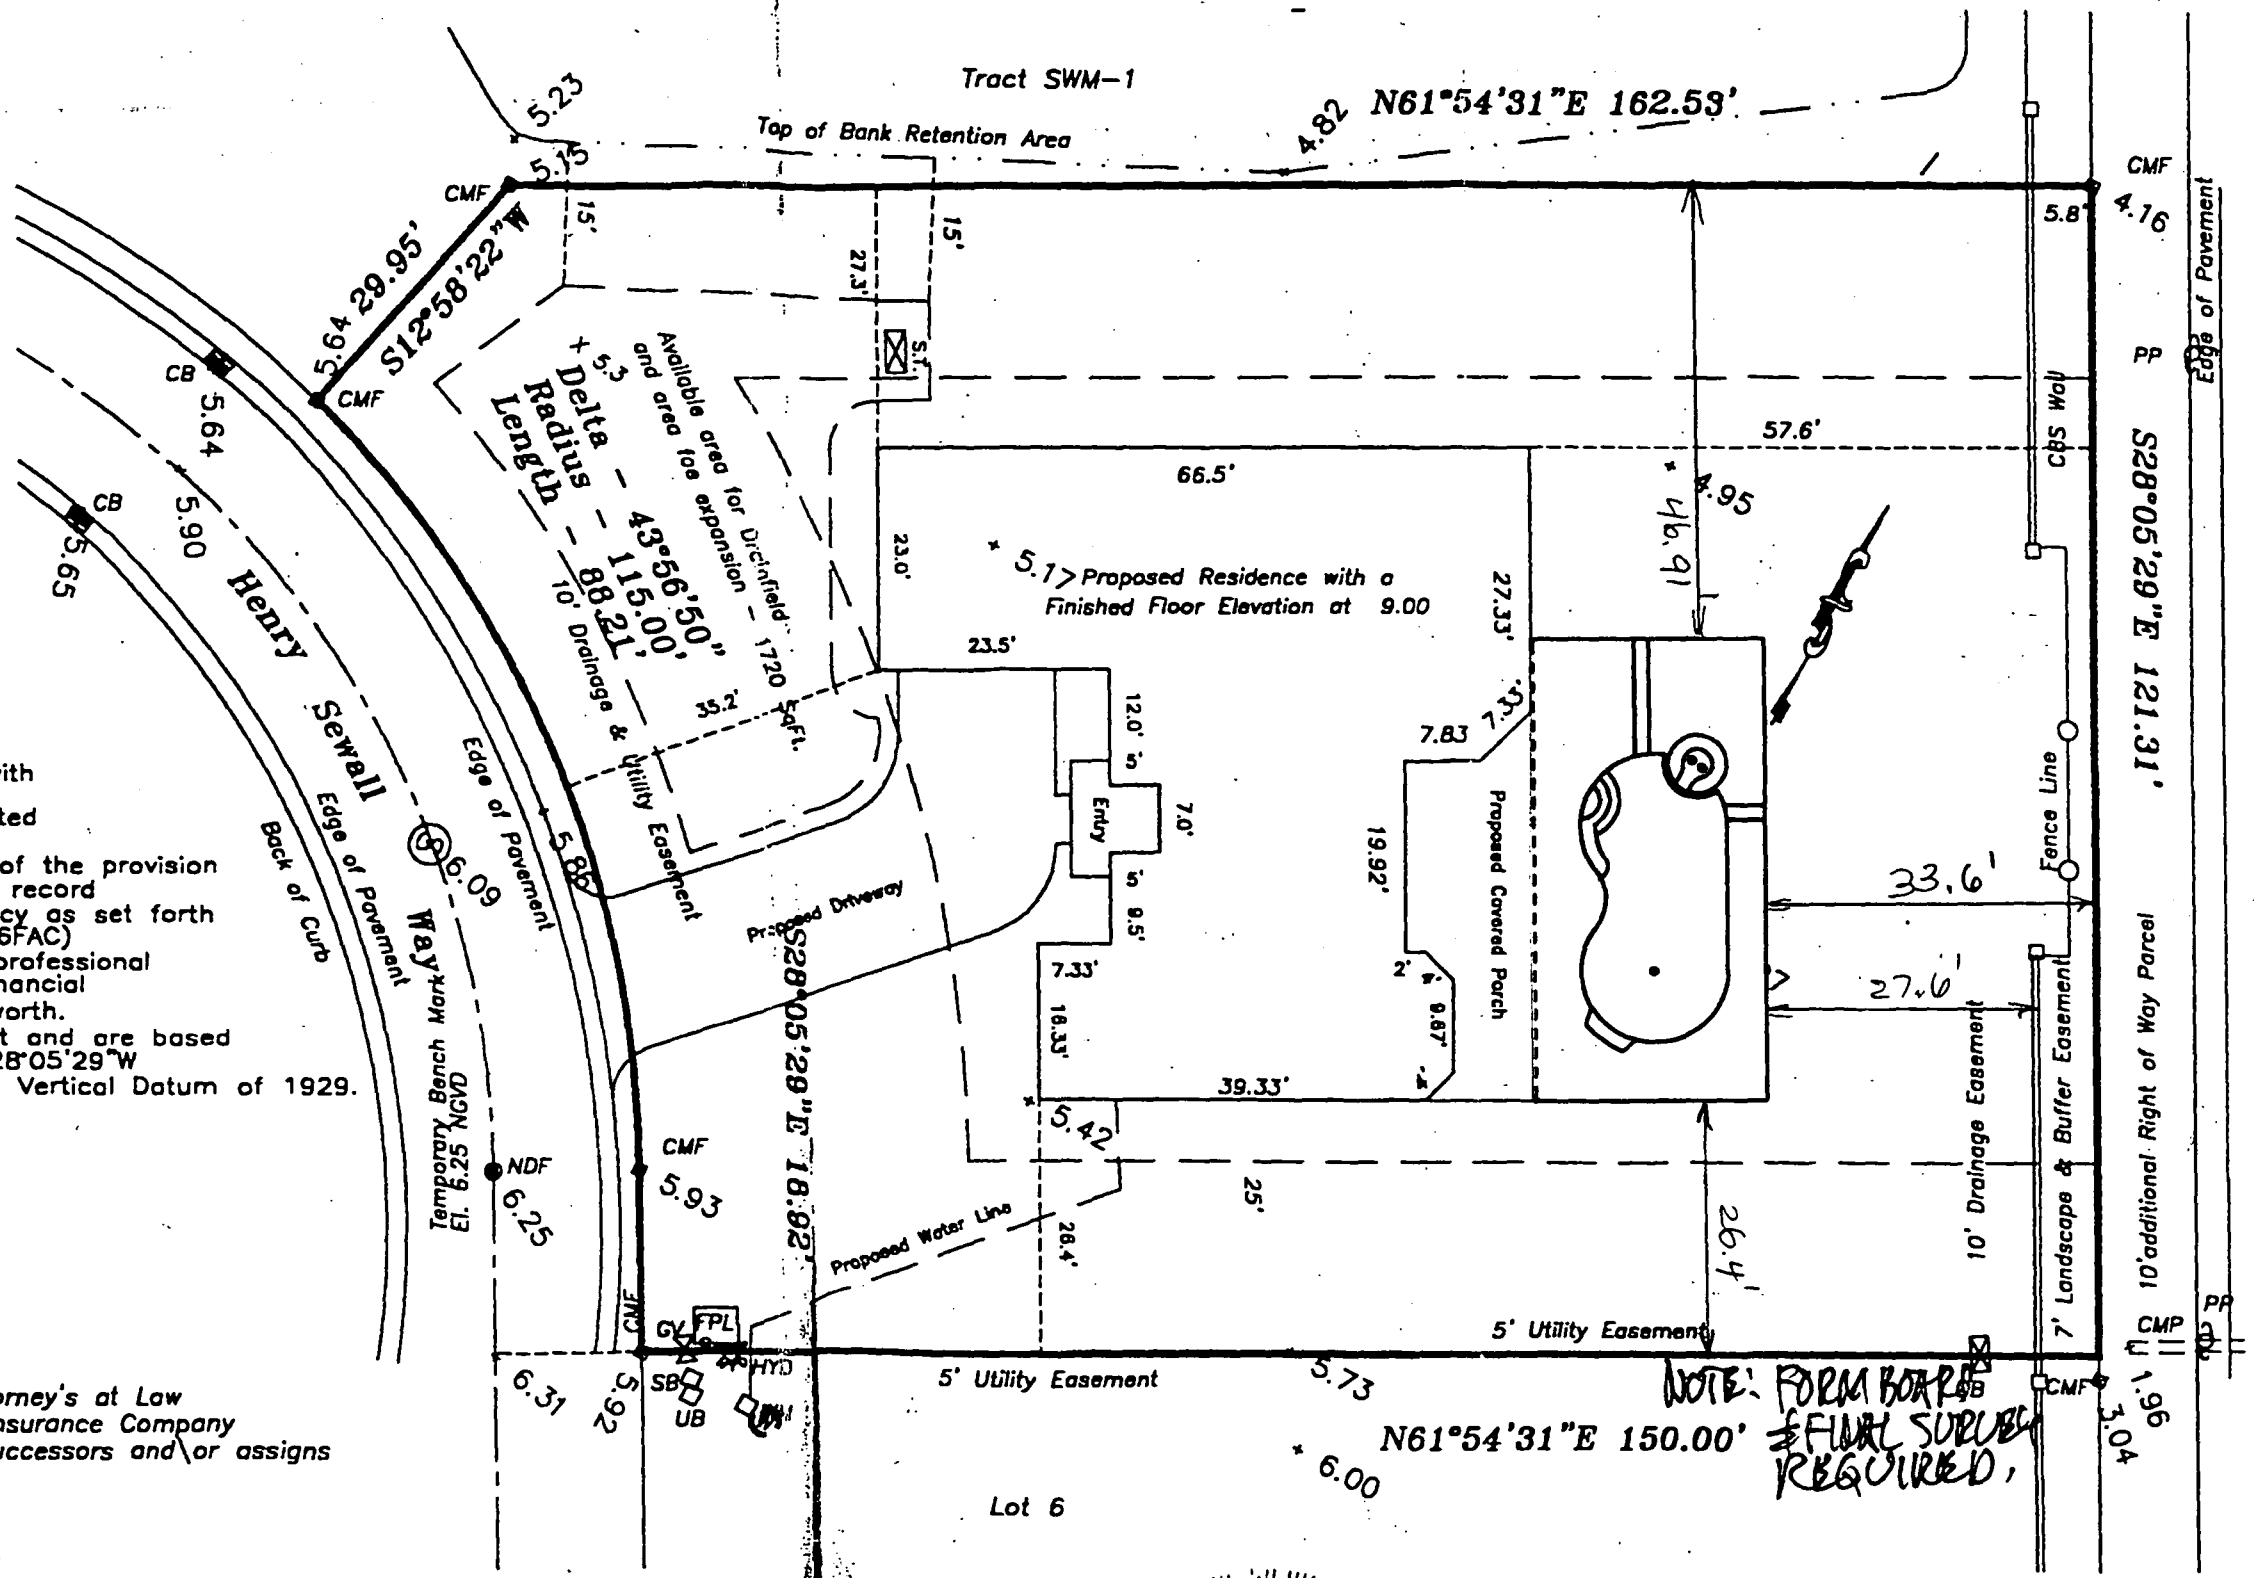 Tract SWM-1
N61°54'31"E 162.53'
5.23
Top of Bank Retention Area
4.82
5.15
CMF
CMF
4.16
5.8'
15'
15'
27.3'
29.95'
S12°58'22"W
5.64
CMF
CB
5.64
CB
5.65
5.90
S.T.
Edge of Pavement
PP
CBS Wall
S28°05'29"E 121.31'
57.6'
66.5'
4.95
46.91
Available area for Drainfield
and area foe expansion - 1720 SqFt.
+ 5.3
Delta - 43°56'50"
Radius - 115.00'
Length - 88.21'
10' Drainage & Utility Easement
23.0'
5.1
Proposed Residence with a
Finished Floor Elevation at 9.00
27.33'
23.5'
35.2'
12.0'
5'
Entry
7.0'
5'
9.5'
7.83
7.33'
Proposed Covered Porch
19.92'
Fence Line
33.6'
27.6'
Henry Sewall Way
Edge of Pavement
Edge of Pavement
Back of Curb
6.09
5.86
Proposed Driveway
7.33'
18.33'
2'
4'
9.67'
4'
39.33'
5.42
S28°05'29"E 18.92'
Temporary Bench Mark
El. 6.25 NGVD
NDF
6.25
CMF
5.93
Proposed Water Line
26.4'
25'
26.4'
10' Drainage Easement
7' Landscape & Buffer Easement
10'additional Right of Way Parcel
PP
CMP
1.96
5' Utility Easement
5' Utility Easement
CMF
GV
FPL
HYD
SB
UB
6.31
5.92
5.73
CMF
3.04
NOTE: FORM BOARD
& FINAL SURVEY
REQUIRED.
N61°54'31"E 150.00'
6.00
Lot 6
ith
ted
of the provision
record
cy as set forth
6FAC)
professional
nancial
vorth.
t and are based
28°05'29"W
Vertical Datum of 1929.
orney's at Law
nsurance Company
uccessors and\or assigns